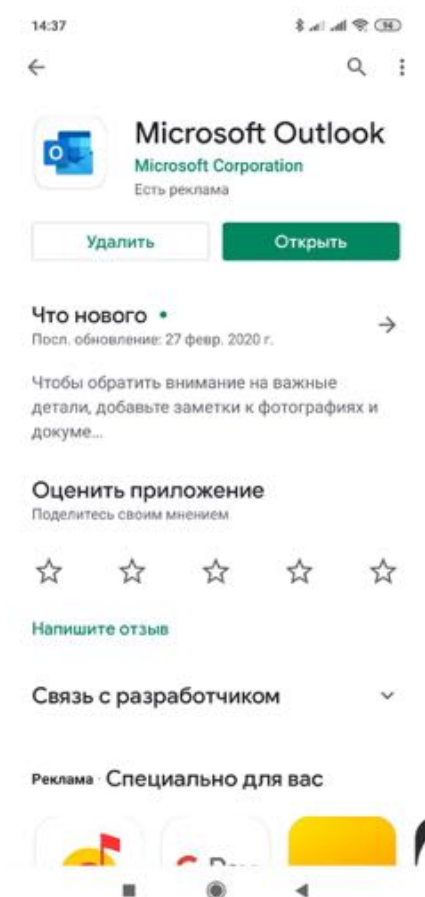 14:37
94
Microsoft Outlook
Microsoft Corporation
Есть реклама
Удалить
Открыть
Что нового •
Посл. обновление: 27 февр. 2020 г.
Чтобы обратить внимание на важные
детали, добавьте заметки к фотографиях и
докуме...
Оценить приложение
Поделитесь своим мнением
Напишите отзыв
Связь с разработчиком
Реклама · Специально для вас